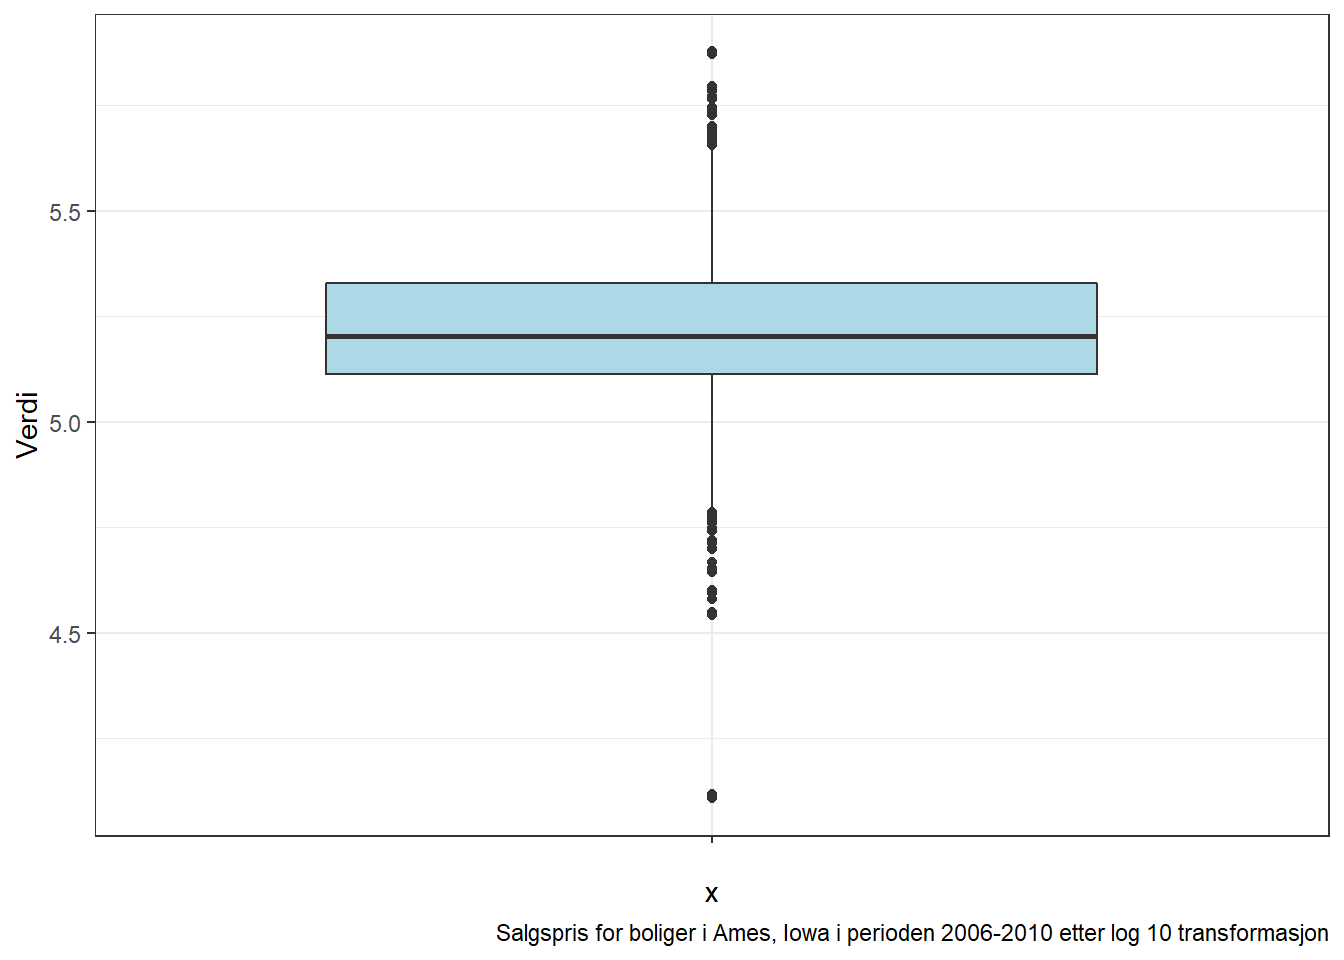 Verdi
5.5
5.0
4.5
x
Salgspris for boliger i Ames, Iowa i perioden 2006-2010 etter log 10 transformasjon